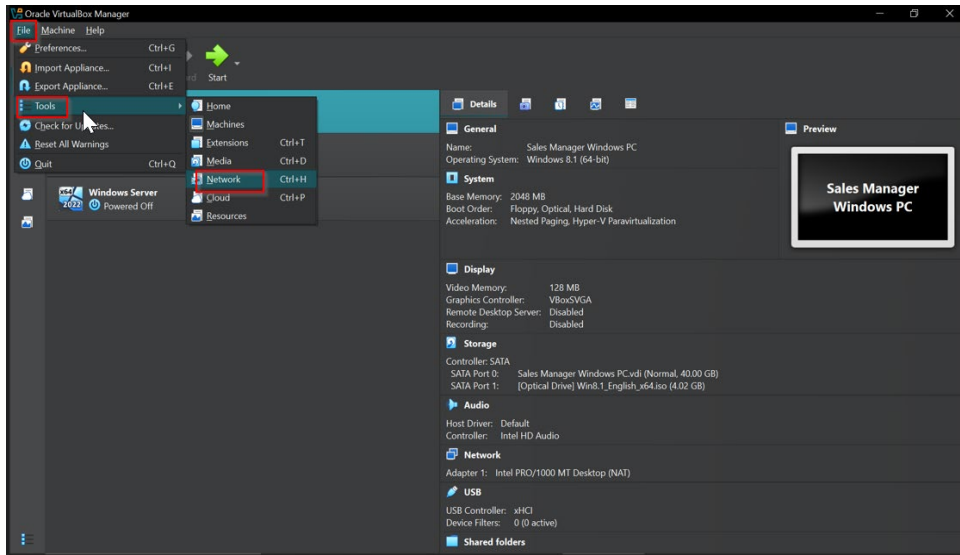 Oracle VirtualBox Manager
File Machine Help
Preferences... Ctrl+G
Import Appliance... Ctrl+I
Export Appliance... Ctrl+E
Tools
Check for
Reset All Warnings
Quit Ctrl+Q
Start
Home
Machines
Extensions Ctrl+T
Media Ctrl+D
Network Ctrl+H
Cloud Ctrl+P
Resources
x64
2022
Windows Server
Powered Off
Details
General
Name: Sales Manager Windows PC
Operating System: Windows 8.1 (64-bit)
System
Base Memory: 2048 MB
Boot Order: Floppy, Optical, Hard Disk
Acceleration: Nested Paging, Hyper-V Paravirtualization
Preview
Sales Manager
Windows PC
Display
Video Memory: 128 MB
Graphics Controller: VBoxSVGA
Remote Desktop Server: Disabled
Recording: Disabled
Storage
Controller: SATA
SATA Port 0: Sales Manager Windows PC.vdi (Normal, 40.00 GB)
SATA Port 1: [Optical Drive] Win8.1_English_x64.iso (4.02 GB)
Audio
Host Driver: Default
Controller: Intel HD Audio
Network
Adapter 1: Intel PRO/1000 MT Desktop (NAT)
USB
USB Controller: xHCI
Device Filters: 0 (0 active)
Shared folders